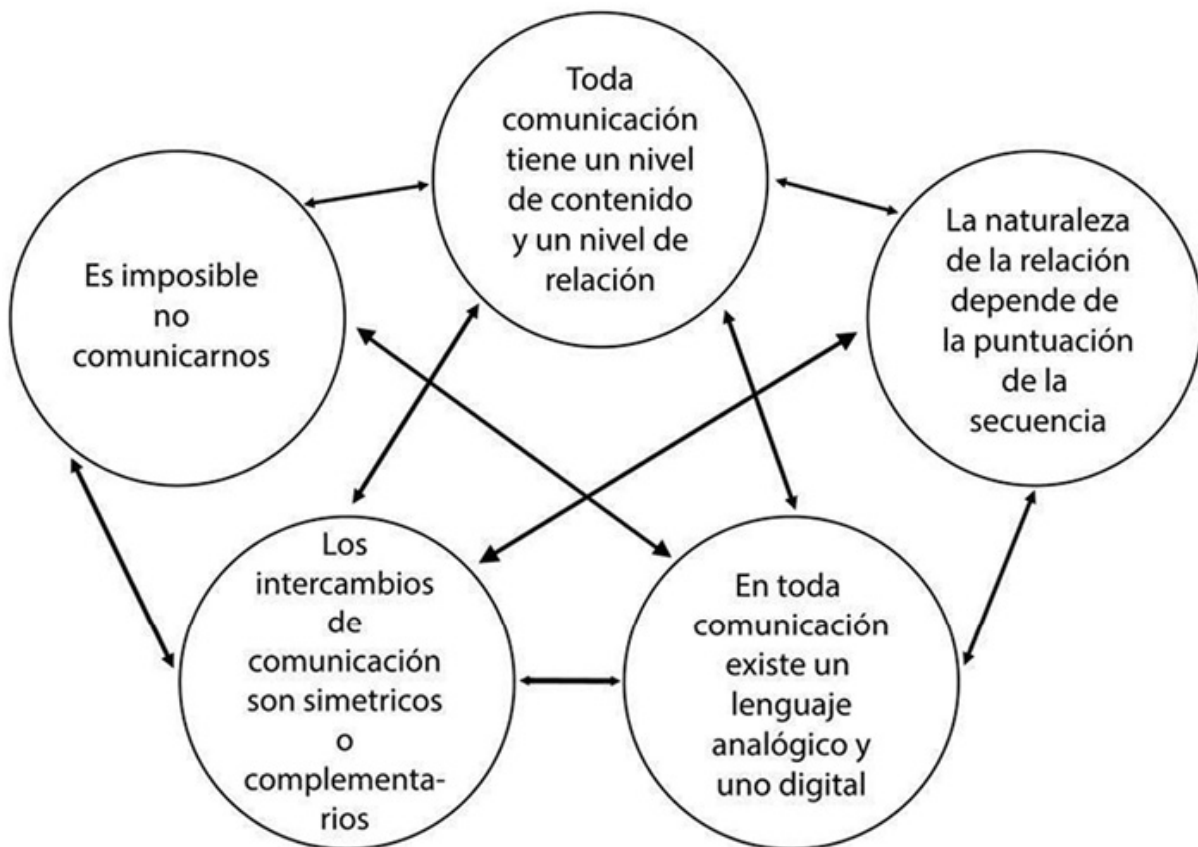 Toda
comunicación
tiene un nivel
de contenido
y un nivel de
relación
Es imposible
no
comunicarnos
La naturaleza
de la relación
depende de
la puntuación
de la
secuencia
Los
intercambios
de
comunicación
son simetricos
o
complementa-
rios
En toda
comunicación
existe un
lenguaje
analógico y
uno digital